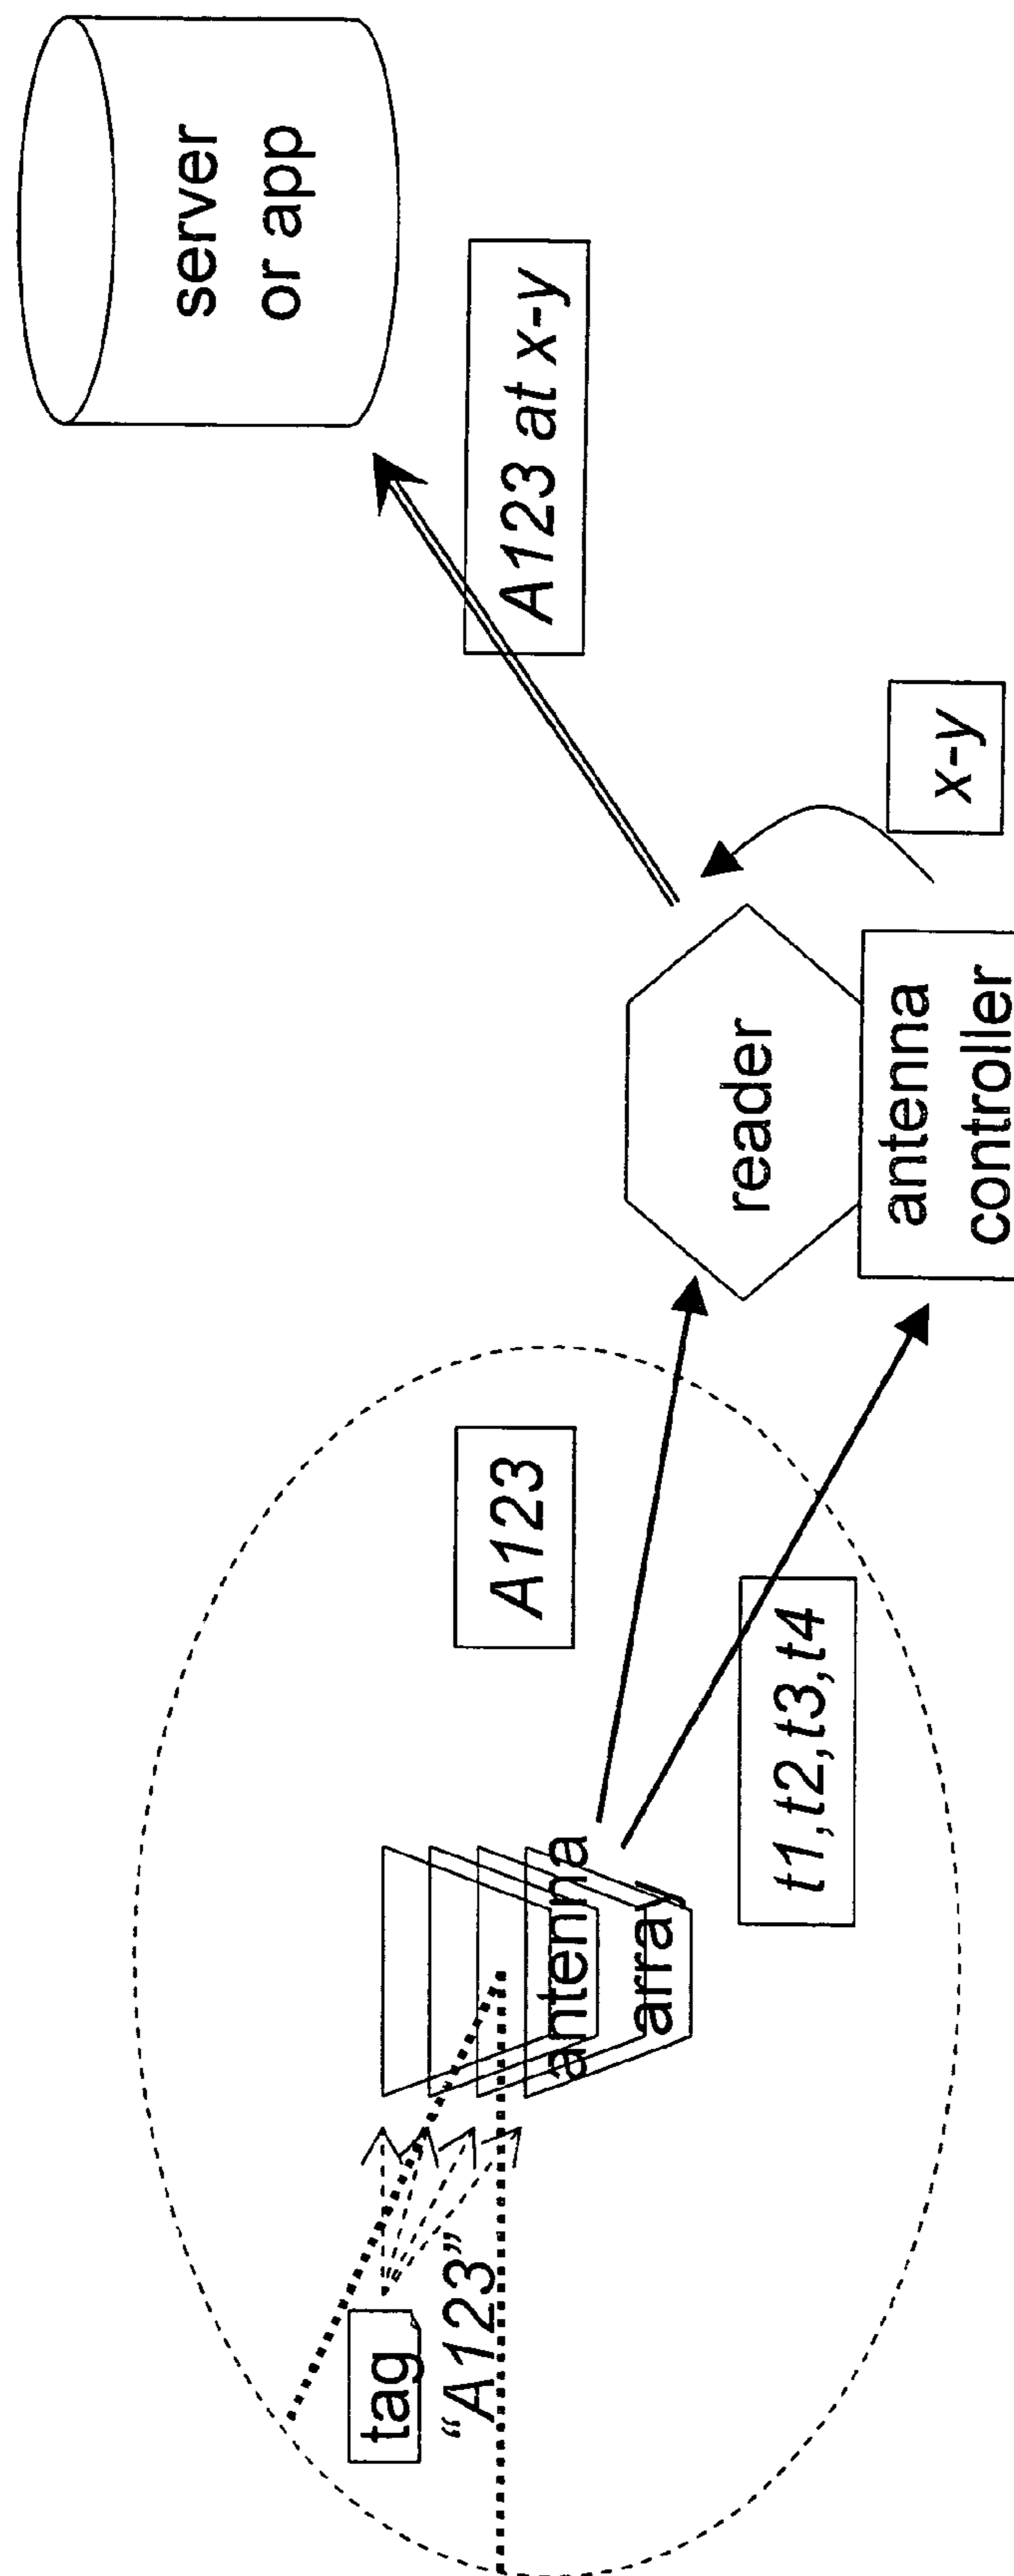 tag
“A123”
antenna
array
A123
t1,t2,t3,t4
reader
antenna
controller
x-y
A123 at x-y
server
or app